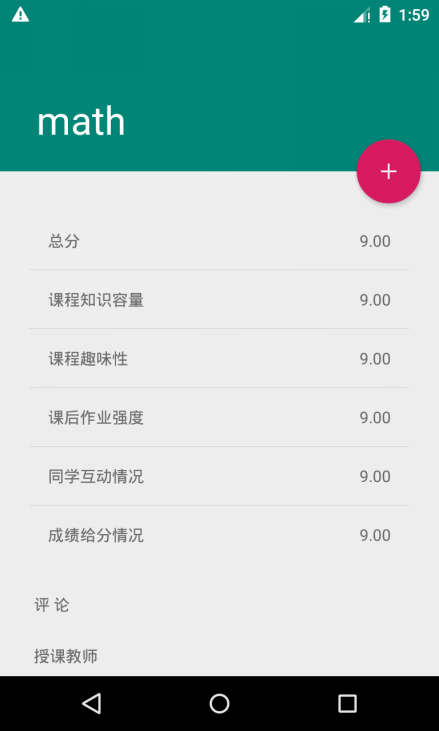 1:59
math
+
总分 9.00
课程知识容量 9.00
课程趣味性 9.00
课后作业强度 9.00
同学互动情况 9.00
成绩给分情况 9.00
评 论
授课教师